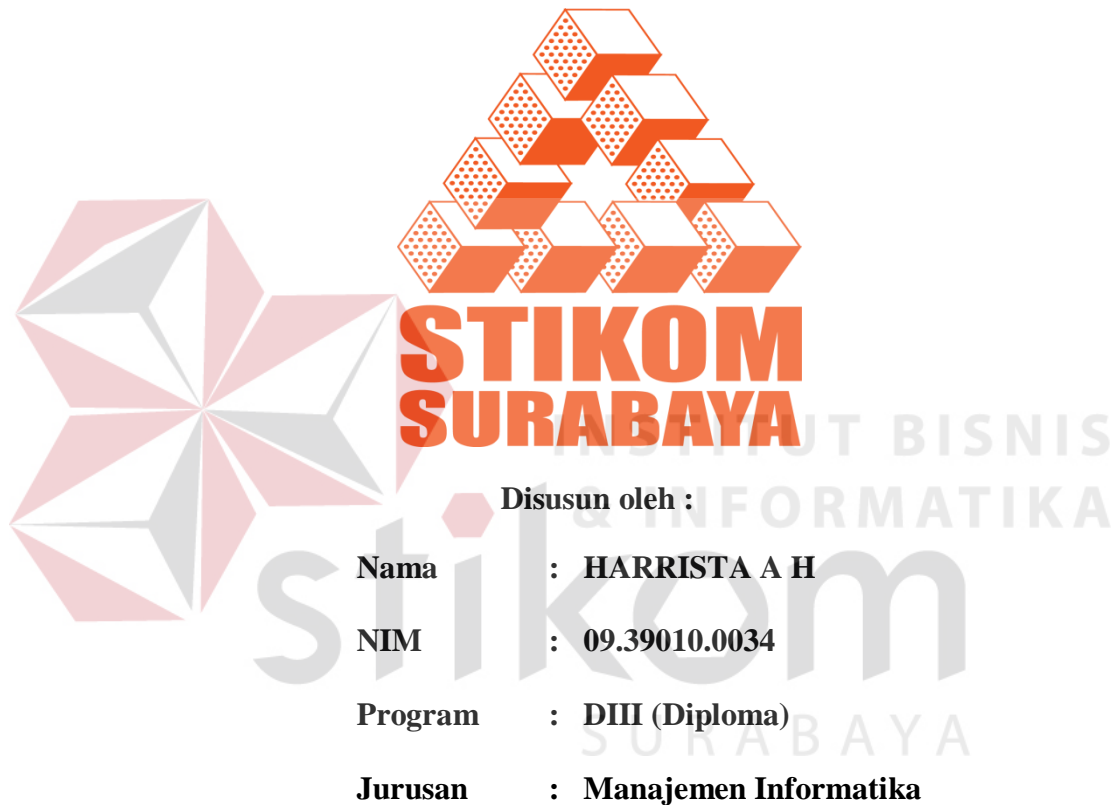 STIKOM
SURABAYA
INSTITUT BISNIS
Disusun oleh :
& INFORMATIKA
stikom
Nama : HARRISTA A H
NIM : 09.39010.0034
Program : DIII (Diploma)
SURABAYA
Jurusan : Manajemen Informatika